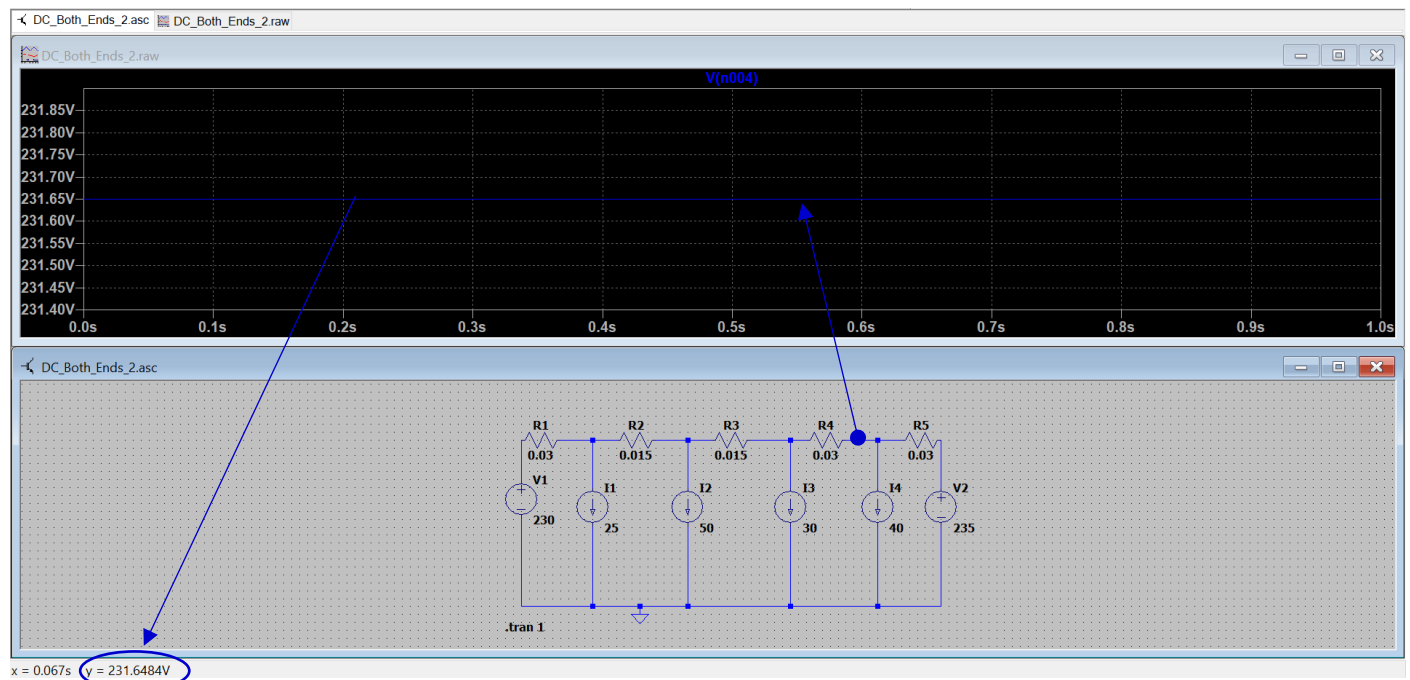 DC_Both_Ends_2.asc DC_Both_Ends_2.raw
DC_Both_Ends_2.raw
V(n004)
231.85V
231.80V
231.75V
231.70V
231.65V
231.60V
231.55V
231.50V
231.45V
231.40V
0.0s 0.1s 0.2s 0.3s 0.4s 0.5s 0.6s 0.7s 0.8s 0.9s 1.0s
DC_Both_Ends_2.asc
R1 R2 R3 R4 R5
0.03 0.015 0.015 0.03 0.03
V1 I1 I2 I3 I4 V2
230 25 50 30 40 235
.tran 1
x = 0.067s y = 231.6484V